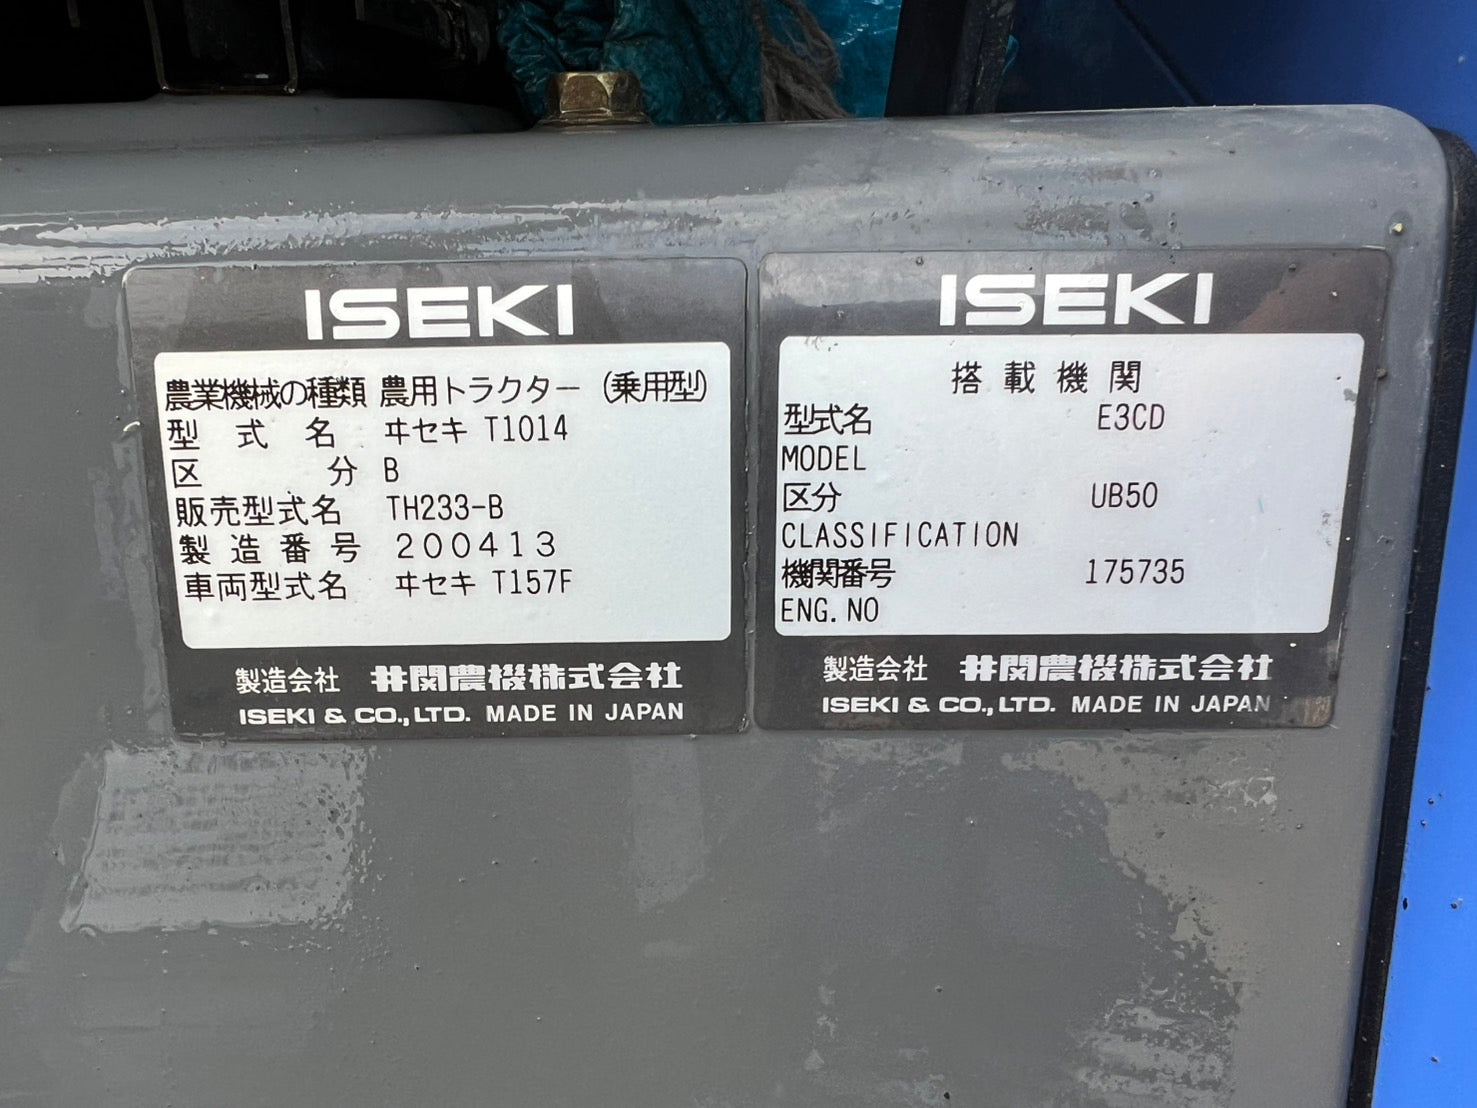 ISEKI
農業機械の種類 農用トラクター (乗用型)
型式名 ヰセキ T1014
区分 B
販売型式名 TH233-B
製造番号 200413
車両型式名 ヰセキ T157F
製造会社 井関農機株式会社
ISEKI & CO., LTD. MADE IN JAPAN
ISEKI
搭載機関
型式名 E3CD
MODEL
区分 UB50
CLASSIFICATION
機関番号 175735
ENG. NO
製造会社 井関農機株式会社
ISEKI & CO., LTD. MADE IN JAPAN